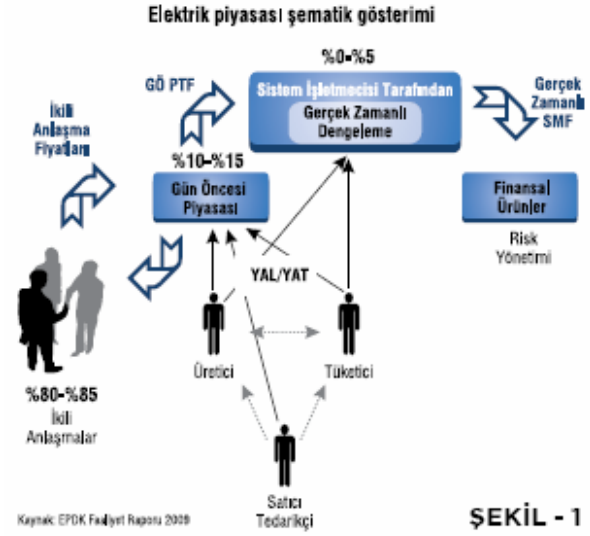 Elektrik piyasası şematik gösterimi
%0-%5
GÖ PTF
Sistem İşletmecisi Tarafından
Gerçek Zamanlı
Dengeleme
Gerçek
Zamanlı
SMF
İkili
Anlaşma
Fiyatları
%10-%15
Gün Öncesi
Piyasası
Finansal
Ürünler
Risk
Yönetimi
YAL/YAT
Üretici
Tüketici
%80-%85
İkili
Anlaşmalar
Satıcı
Tedarikçi
Kaynak: EPDK Faaliyet Raporu 2009
ŞEKİL - 1